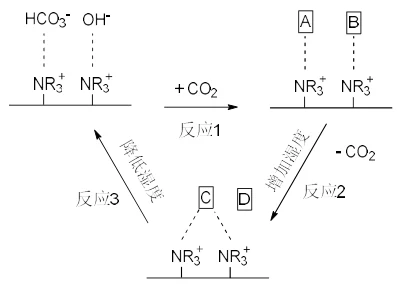 HCO₃⁻ OH⁻
A B
NR₃⁺ NR₃⁺
+CO₂
NR₃⁺ NR₃⁺
反应1
降低湿度
增加湿度
-CO₂
反应3
反应2
C D
NR₃⁺ NR₃⁺